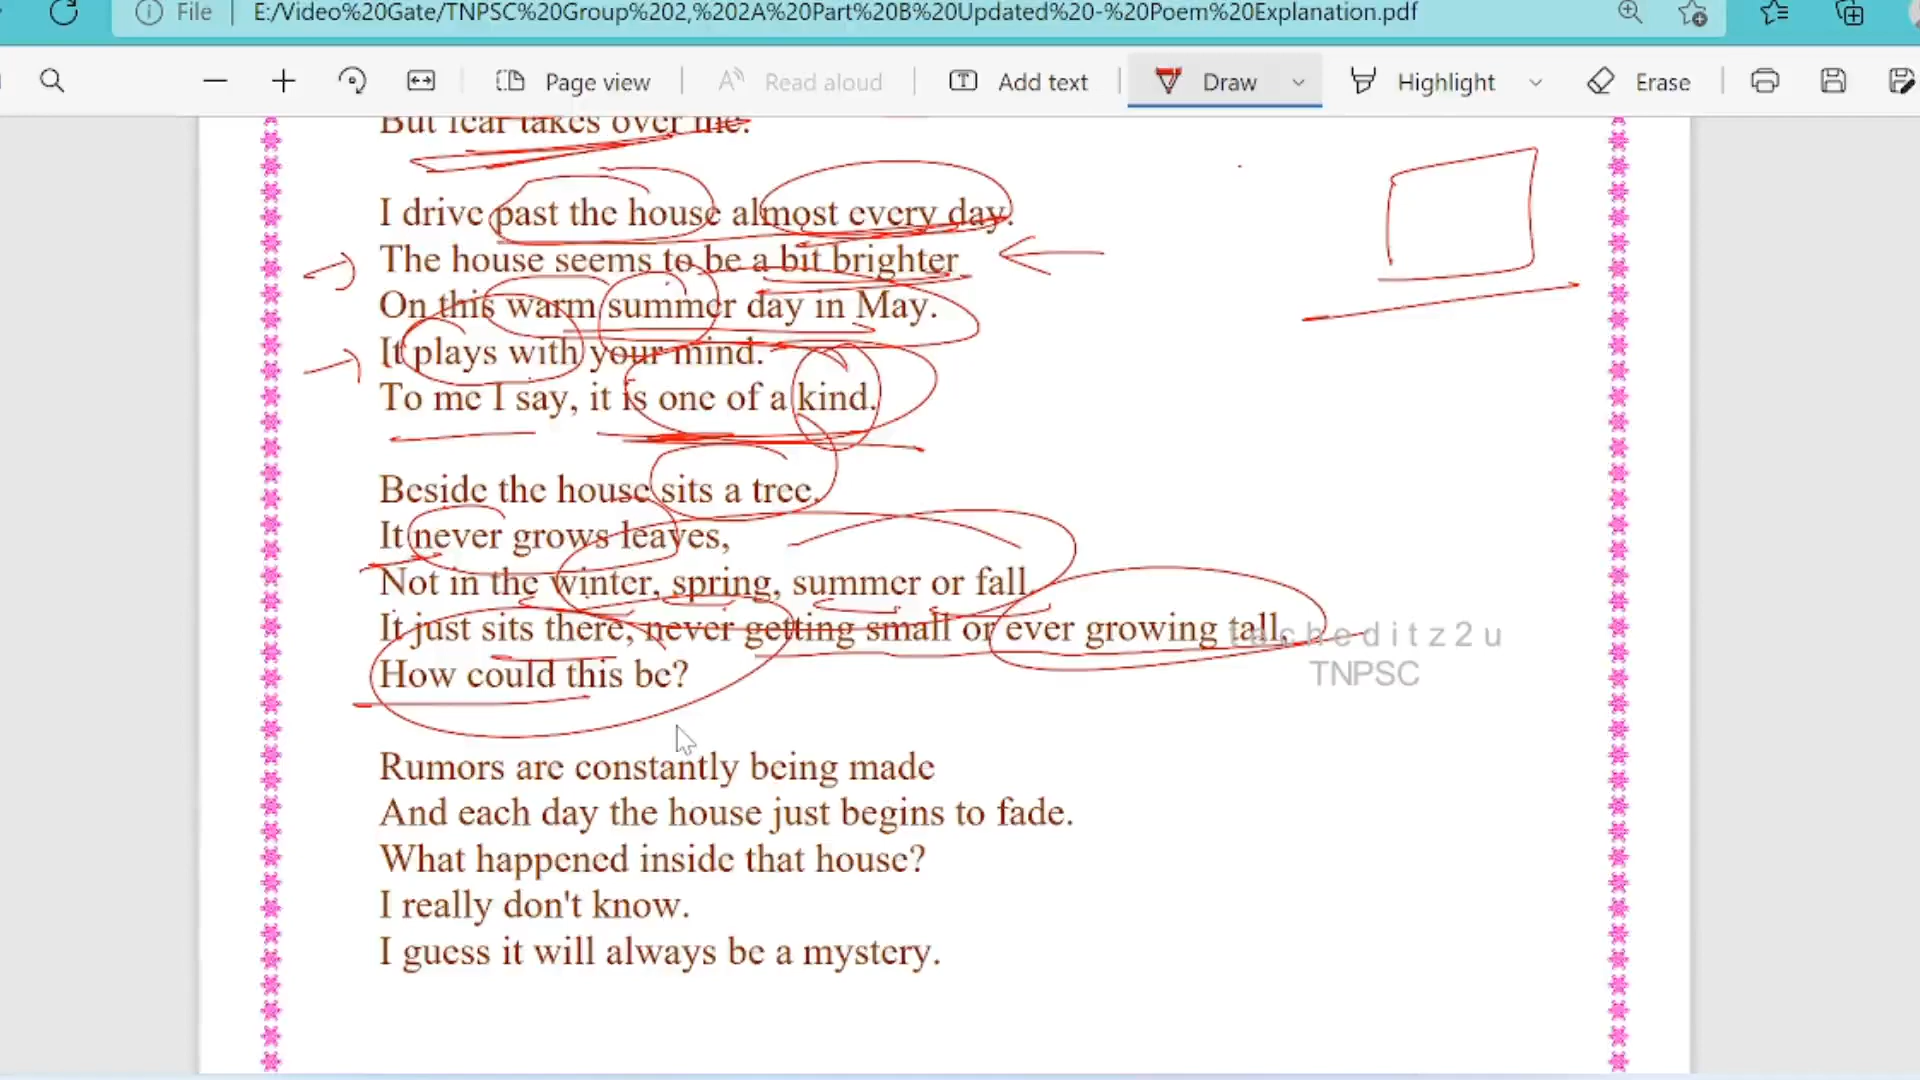 File E:/Video%20Gate/TNPSC%20Group%202,%202A%20Part%20B%20Updated%20-%20Poem%20Explanation.pdf
Page view Read aloud Add text Draw Highlight Erase
But fear takes over me.
I drive past the house almost every day.
The house seems to be a bit brighter
On this warm summer day in May.
It plays with your mind.
To me I say, it is one of a kind.
Beside the house sits a tree.
It never grows leaves,
Not in the winter, spring, summer or fall.
It just sits there, never getting small or ever growing tall,
How could this be?
techeditz2u
TNPSC
Rumors are constantly being made
And each day the house just begins to fade.
What happened inside that house?
I really don't know.
I guess it will always be a mystery.